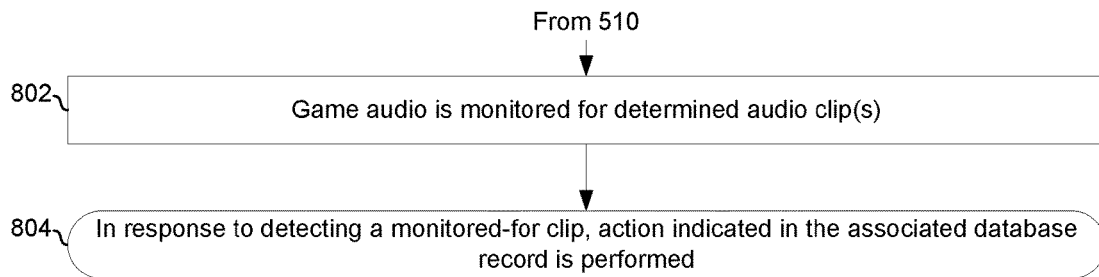 From 510
802
Game audio is monitored for determined audio clip(s)
804
In response to detecting a monitored-for clip, action indicated in the associated database
record is performed